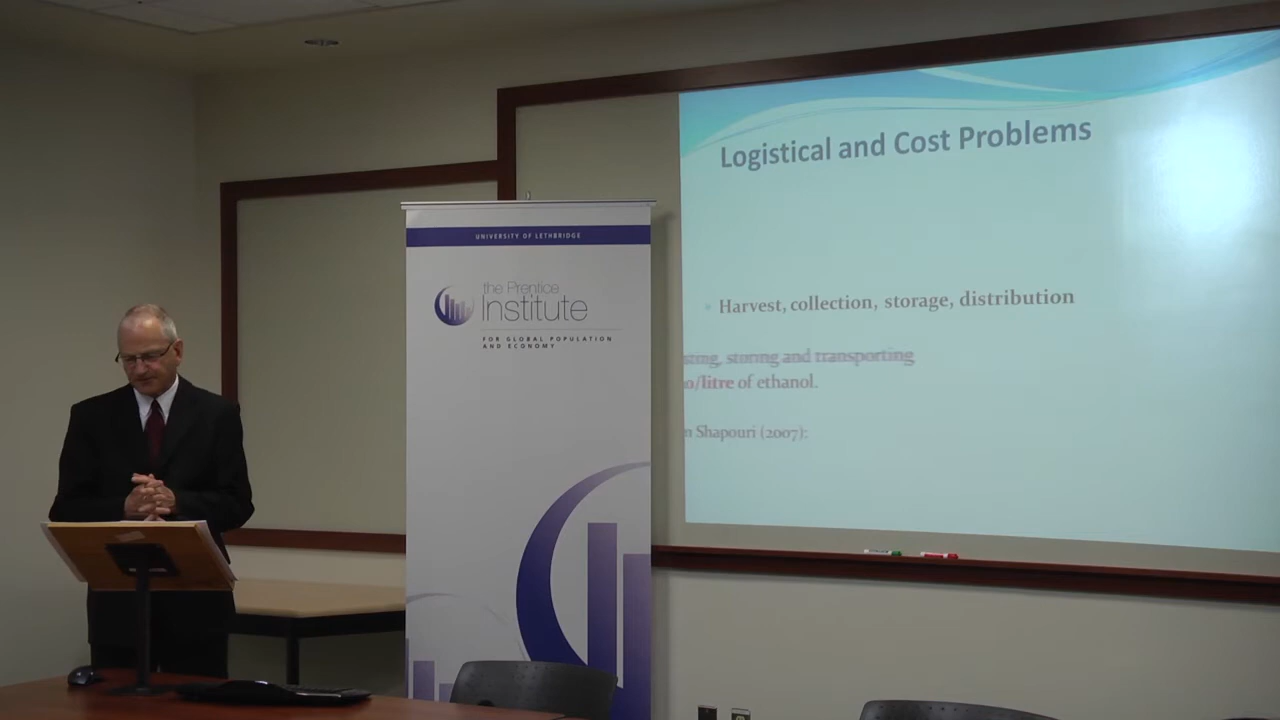 UNIVERSITY OF LETHBRIDGE
the Prentice
Institute
FOR GLOBAL POPULATION
AND ECONOMY
Logistical and Cost Problems
Harvest, collection, storage, distribution
sting, storing and transporting
o/litre of ethanol.
n Shapouri (2007):